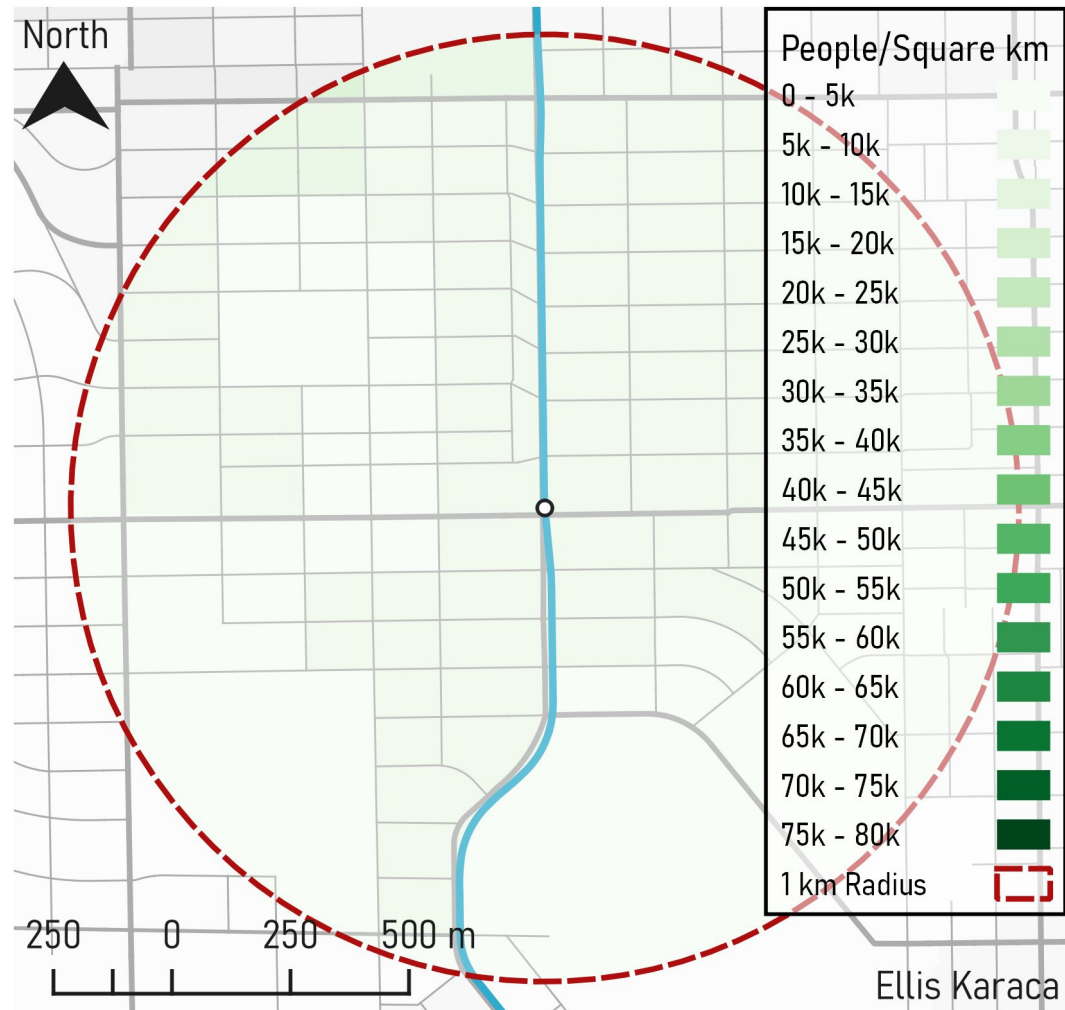 North
People/Square km
0 - 5k
5k - 10k
10k - 15k
15k - 20k
20k - 25k
25k - 30k
30k - 35k
35k - 40k
40k - 45k
45k - 50k
50k - 55k
55k - 60k
60k - 65k
65k - 70k
70k - 75k
75k - 80k
1 km Radius
250 0 250 500 m
Ellis Karaca